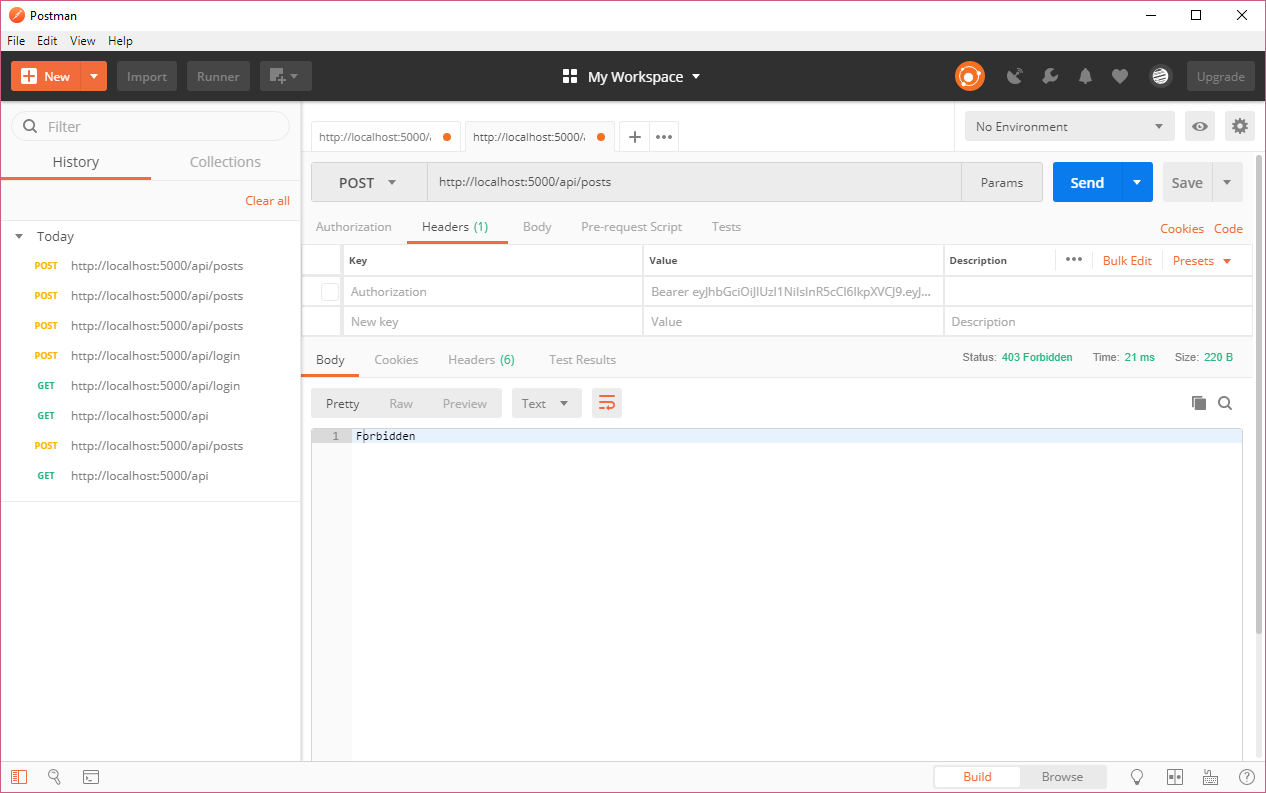 Postman
File Edit View Help
New Import Runner My Workspace Upgrade
Filter
History Collections
Clear all
Today
POST http://localhost:5000/api/posts
POST http://localhost:5000/api/posts
POST http://localhost:5000/api/posts
POST http://localhost:5000/api/login
GET http://localhost:5000/api/login
GET http://localhost:5000/api
POST http://localhost:5000/api/posts
GET http://localhost:5000/api
http://localhost:5000/ http://localhost:5000/ No Environment
POST http://localhost:5000/api/posts Params Send Save
Authorization Headers (1) Body Pre-request Script Tests Cookies Code
Key Value Description Bulk Edit Presets
Authorization Bearer eyJhbGciOiJIUzI1NiIsInR5cCI6IkpXVCJ9.eyJ...
New key Value Description
Body Cookies Headers (6) Test Results Status: 403 Forbidden Time: 21 ms Size: 220 B
Pretty Raw Preview Text
1 Forbidden
Build Browse